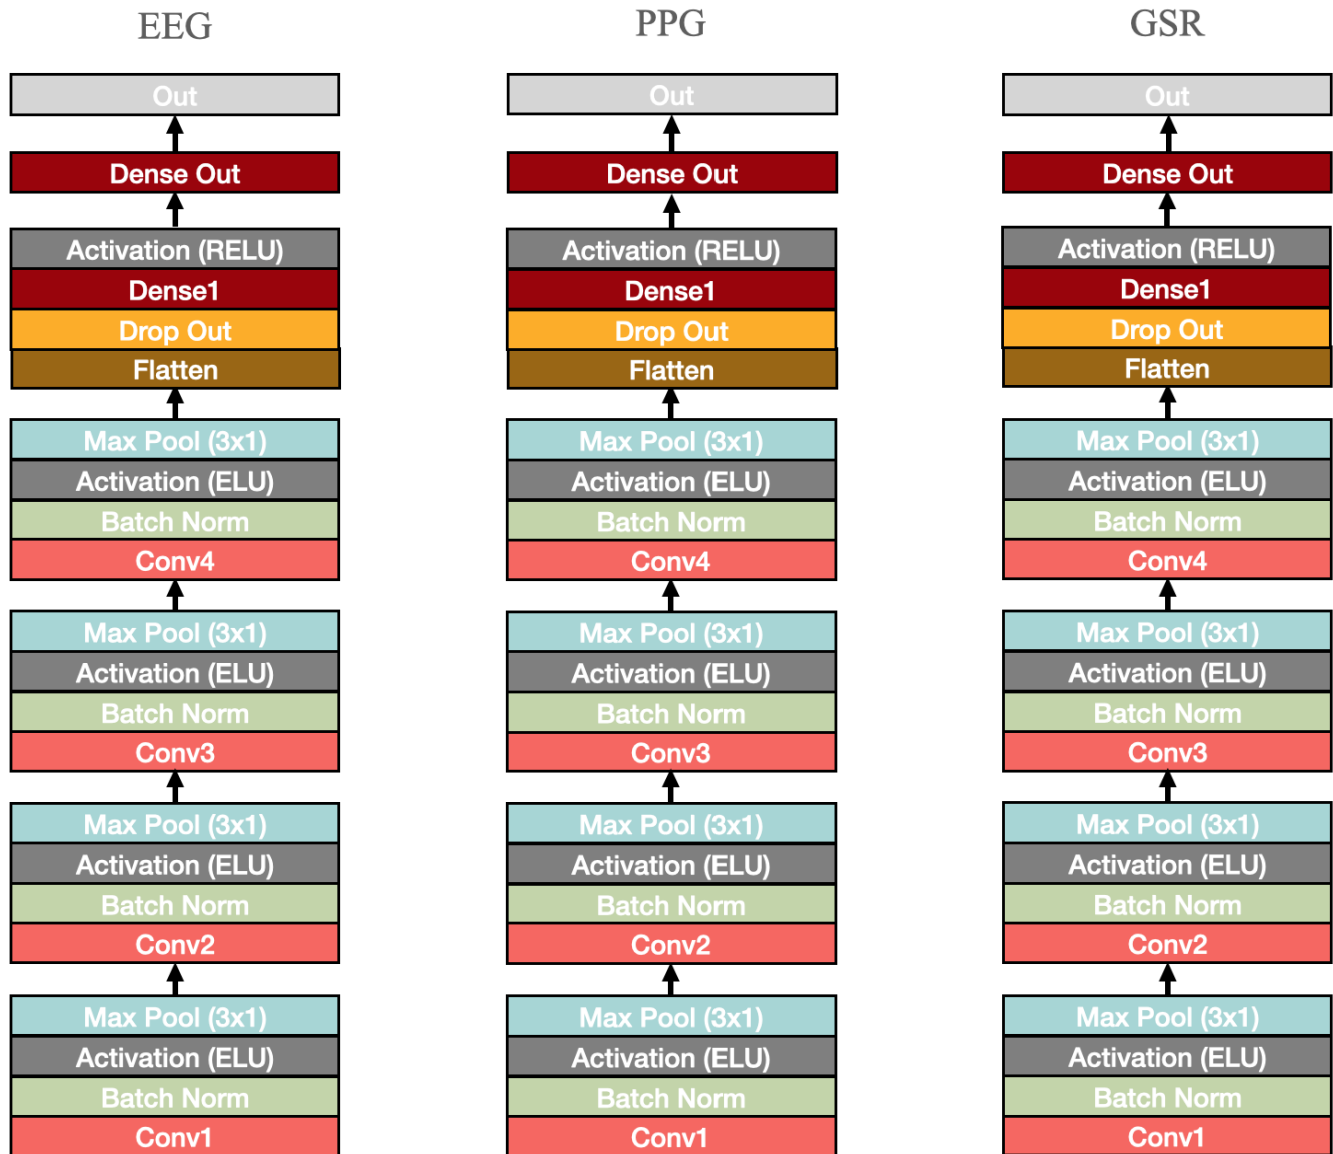 EEG PPG GSR
Out Out Out
Dense Out Dense Out Dense Out
Activation (RELU) Activation (RELU) Activation (RELU)
Dense1 Dense1 Dense1
Drop Out Drop Out Drop Out
Flatten Flatten Flatten
Max Pool (3x1) Max Pool (3x1) Max Pool (3x1)
Activation (ELU) Activation (ELU) Activation (ELU)
Batch Norm Batch Norm Batch Norm
Conv4 Conv4 Conv4
Max Pool (3x1) Max Pool (3x1) Max Pool (3x1)
Activation (ELU) Activation (ELU) Activation (ELU)
Batch Norm Batch Norm Batch Norm
Conv3 Conv3 Conv3
Max Pool (3x1) Max Pool (3x1) Max Pool (3x1)
Activation (ELU) Activation (ELU) Activation (ELU)
Batch Norm Batch Norm Batch Norm
Conv2 Conv2 Conv2
Max Pool (3x1) Max Pool (3x1) Max Pool (3x1)
Activation (ELU) Activation (ELU) Activation (ELU)
Batch Norm Batch Norm Batch Norm
Conv1 Conv1 Conv1